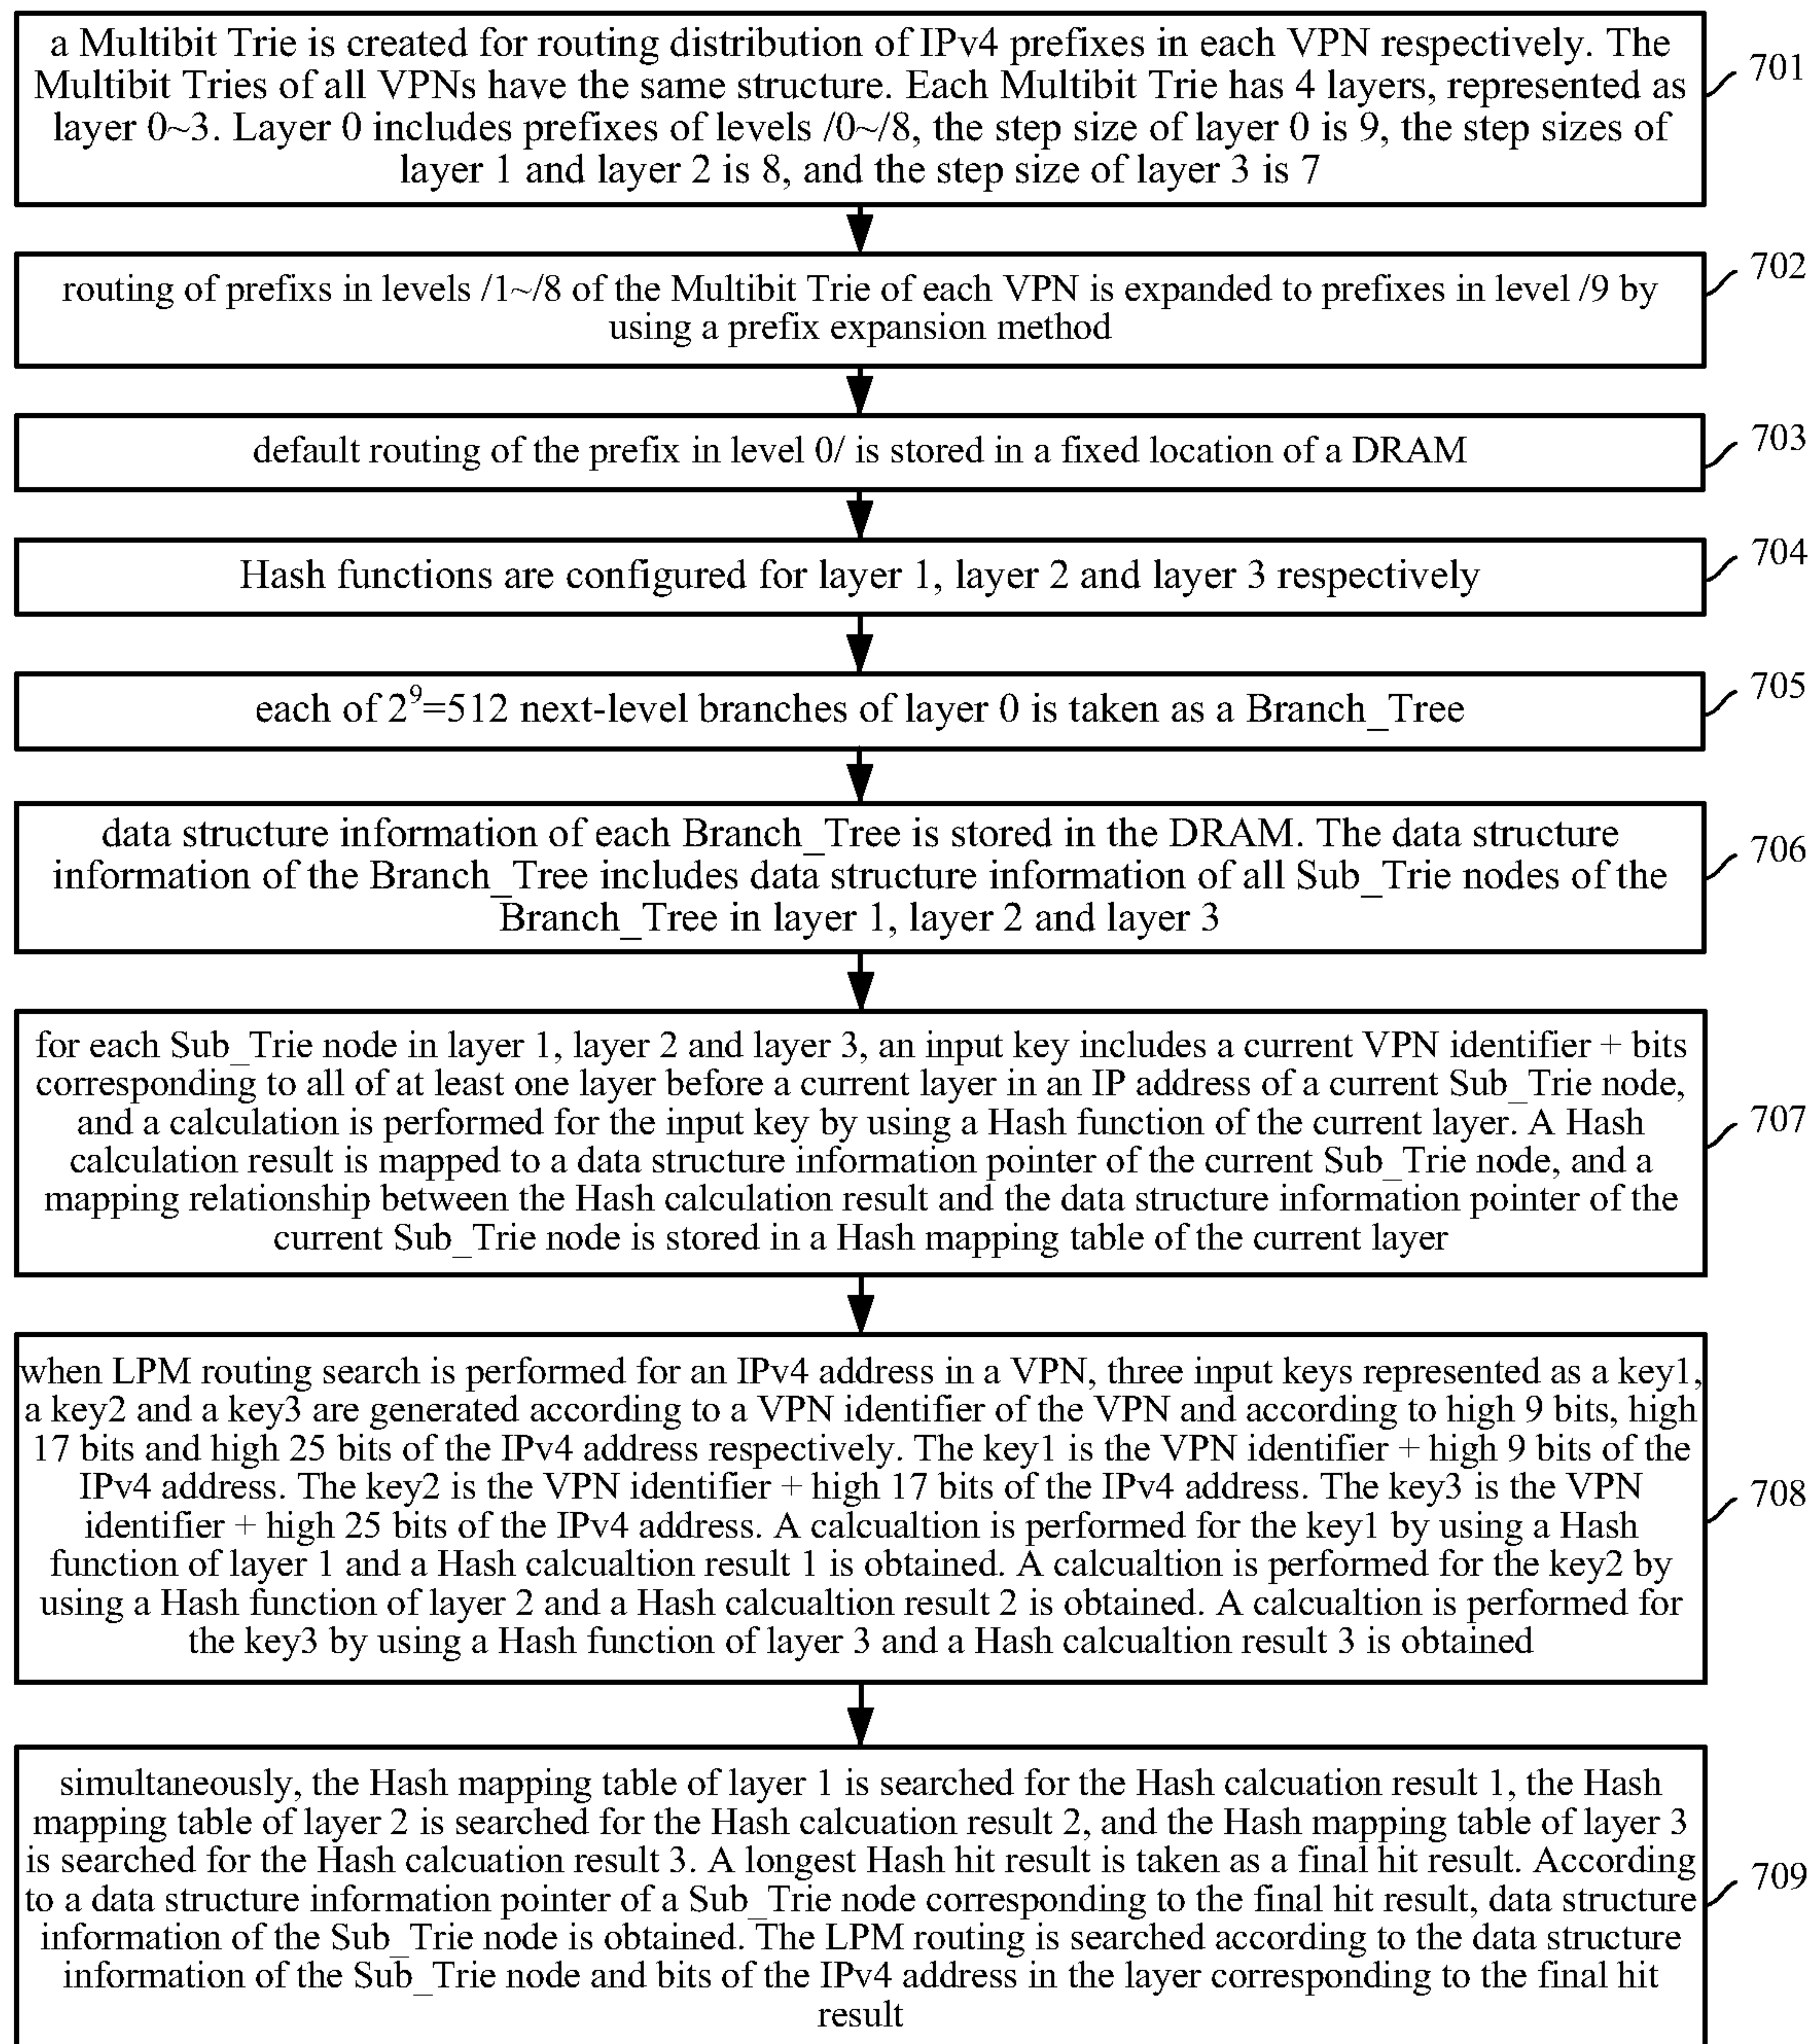 a Multibit Trie is created for routing distribution of IPv4 prefixes in each VPN respectively. The
Multibit Tries of all VPNs have the same structure. Each Multibit Trie has 4 layers, represented as
layer 0~3. Layer 0 includes prefixes of levels /0~/8, the step size of layer 0 is 9, the step sizes of
layer 1 and layer 2 is 8, and the step size of layer 3 is 7
701
routing of prefixs in levels /1~/8 of the Multibit Trie of each VPN is expanded to prefixes in level /9 by
using a prefix expansion method
702
default routing of the prefix in level 0/ is stored in a fixed location of a DRAM
703
Hash functions are configured for layer 1, layer 2 and layer 3 respectively
704
each of 2⁹=512 next-level branches of layer 0 is taken as a Branch_Tree
705
data structure information of each Branch_Tree is stored in the DRAM. The data structure
information of the Branch_Tree includes data structure information of all Sub_Trie nodes of the
Branch_Tree in layer 1, layer 2 and layer 3
706
for each Sub_Trie node in layer 1, layer 2 and layer 3, an input key includes a current VPN identifier + bits
corresponding to all of at least one layer before a current layer in an IP address of a current Sub_Trie node,
and a calculation is performed for the input key by using a Hash function of the current layer. A Hash
calculation result is mapped to a data structure information pointer of the current Sub_Trie node, and a
mapping relationship between the Hash calculation result and the data structure information pointer of the
current Sub_Trie node is stored in a Hash mapping table of the current layer
707
when LPM routing search is performed for an IPv4 address in a VPN, three input keys represented as a key1,
a key2 and a key3 are generated according to a VPN identifier of the VPN and according to high 9 bits, high
17 bits and high 25 bits of the IPv4 address respectively. The key1 is the VPN identifier + high 9 bits of the
IPv4 address. The key2 is the VPN identifier + high 17 bits of the IPv4 address. The key3 is the VPN
identifier + high 25 bits of the IPv4 address. A calcualtion is performed for the key1 by using a Hash
function of layer 1 and a Hash calcualtion result 1 is obtained. A calcualtion is performed for the key2 by
using a Hash function of layer 2 and a Hash calcualtion result 2 is obtained. A calcualtion is performed for
the key3 by using a Hash function of layer 3 and a Hash calcualtion result 3 is obtained
708
simultaneously, the Hash mapping table of layer 1 is searched for the Hash calcuation result 1, the Hash
mapping table of layer 2 is searched for the Hash calcuation result 2, and the Hash mapping table of layer 3
is searched for the Hash calcuation result 3. A longest Hash hit result is taken as a final hit result. According
to a data structure information pointer of a Sub_Trie node corresponding to the final hit result, data structure
information of the Sub_Trie node is obtained. The LPM routing is searched according to the data structure
information of the Sub_Trie node and bits of the IPv4 address in the layer corresponding to the final hit
result
709